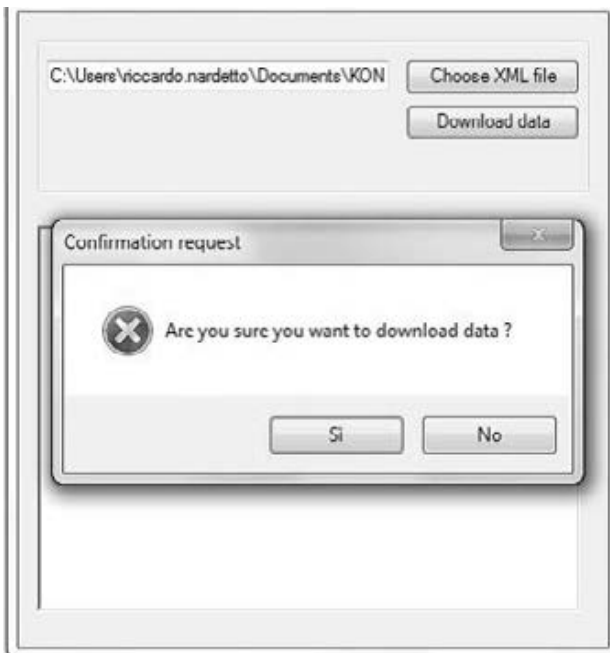 C:\Users\riccardo.nardetto\Documents\KON
Choose XML file
Download data
Confirmation request
Are you sure you want to download data ?
Si
No